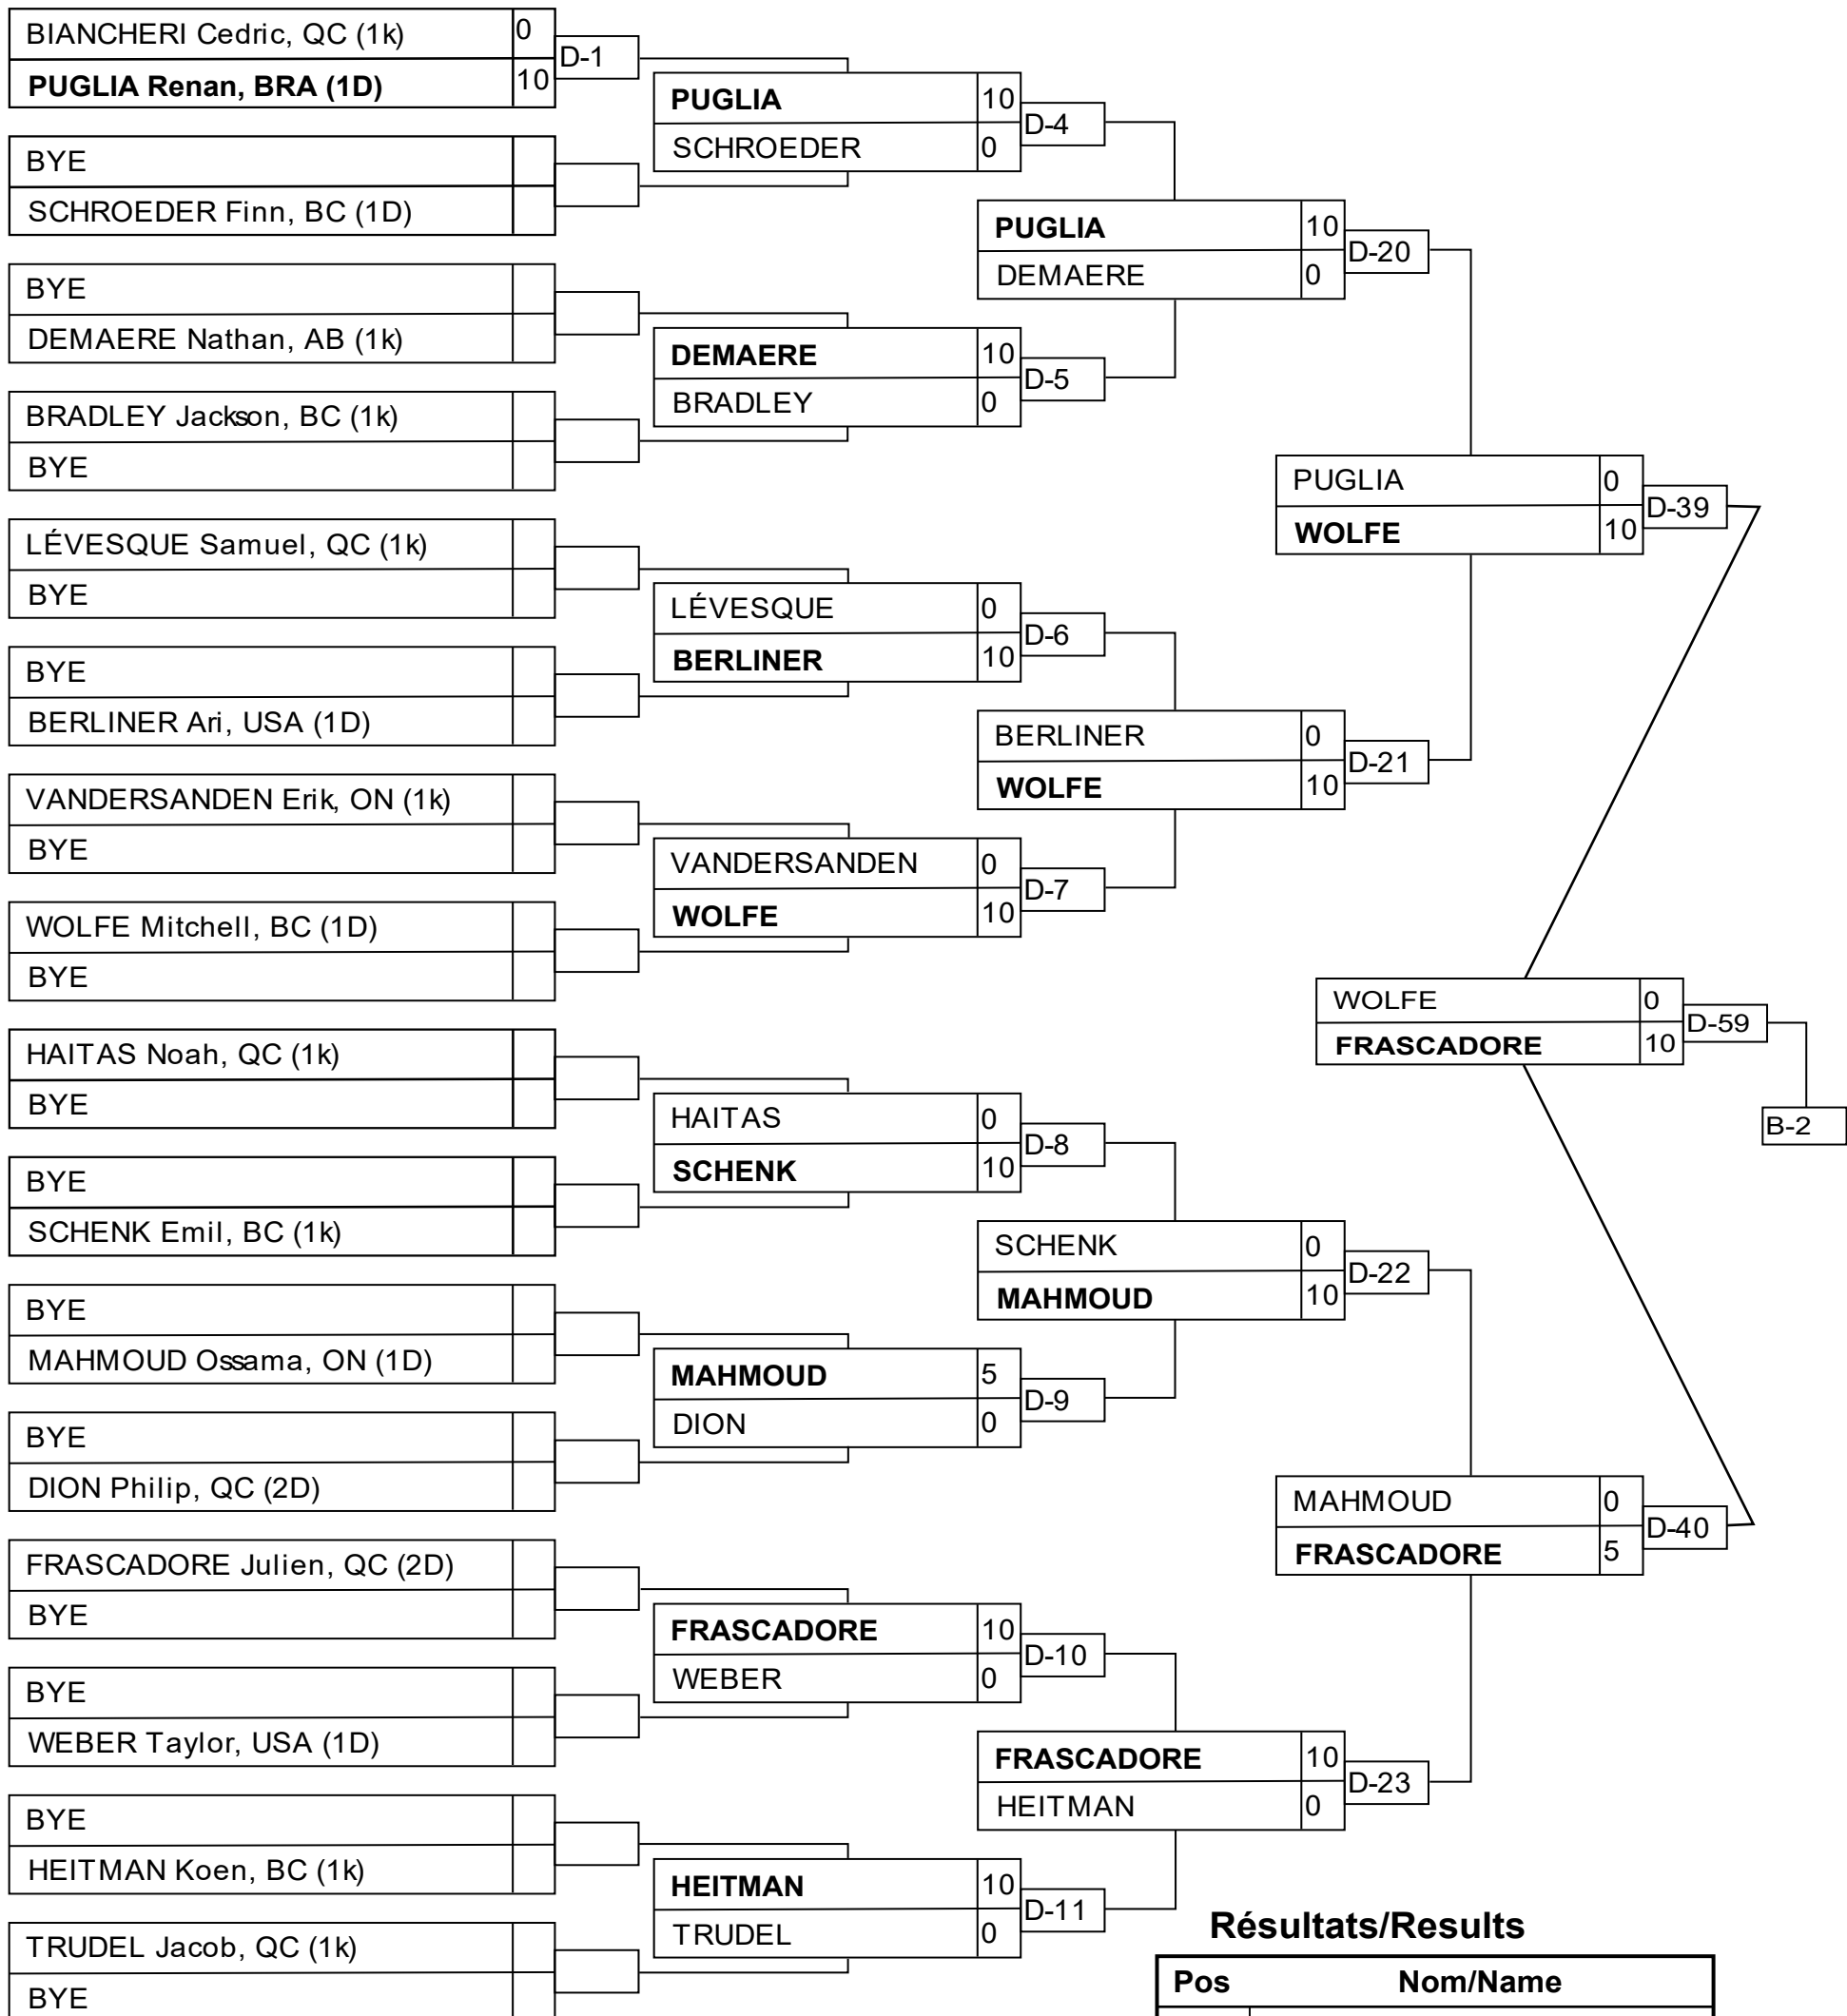 BIANCHERI Cedric, QC (1k) 0
D-1
PUGLIA Renan, BRA (1D) 10
BYE
SCHROEDER Finn, BC (1D)
BYE
DEMAERE Nathan, AB (1k)
BRADLEY Jackson, BC (1k)
BYE
LÉVESQUE Samuel, QC (1k)
BYE
BYE
BERLINER Ari, USA (1D)
VANDERSANDEN Erik, ON (1k)
BYE
WOLFE Mitchell, BC (1D)
BYE
HAITAS Noah, QC (1k)
BYE
BYE
SCHENK Emil, BC (1k)
BYE
MAHMOUD Ossama, ON (1D)
BYE
DION Philip, QC (2D)
FRASCADORE Julien, QC (2D)
BYE
BYE
WEBER Taylor, USA (1D)
BYE
HEITMAN Koen, BC (1k)
TRUDEL Jacob, QC (1k)
BYE
PUGLIA 10
D-4
SCHROEDER 0
DEMAERE 10
D-5
BRADLEY 0
LÉVESQUE 0
D-6
BERLINER 10
VANDERSANDEN 0
D-7
WOLFE 10
HAITAS 0
D-8
SCHENK 10
MAHMOUD 5
D-9
DION 0
FRASCADORE 10
D-10
WEBER 0
HEITMAN 10
D-11
TRUDEL 0
PUGLIA 10
D-20
DEMAERE 0
BERLINER 0
D-21
WOLFE 10
SCHENK 0
D-22
MAHMOUD 10
FRASCADORE 10
D-23
HEITMAN 0
PUGLIA 0
D-39
WOLFE 10
MAHMOUD 0
D-40
FRASCADORE 5
WOLFE 0
D-59
FRASCADORE 10
B-2
Résultats/Results
Pos Nom/Name